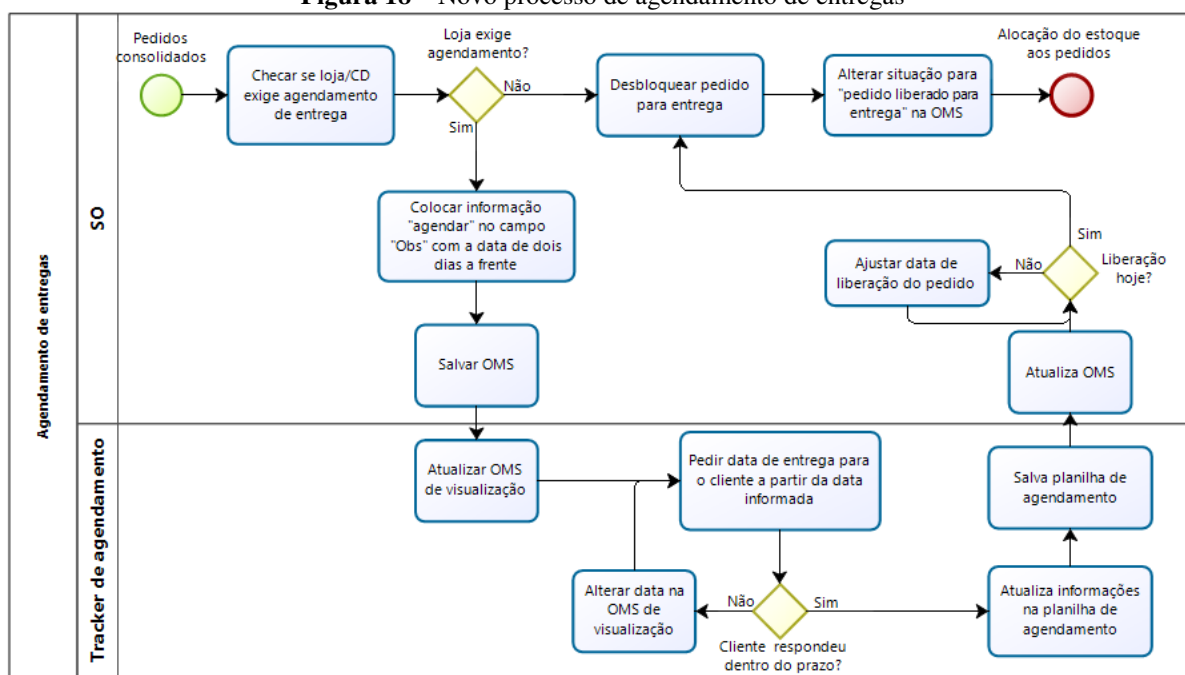 Figura 18 – Novo processo de agendamento de entregas
Agendamento de entregas
SO
Pedidos
consolidados
Checar se loja/CD
exige agendamento
de entrega
Loja exige
agendamento?
Não
Sim
Desbloquear pedido
para entrega
Alterar situação para
"pedido liberado para
entrega" na OMS
Alocação do estoque
aos pedidos
Colocar informação
"agendar" no campo
"Obs" com a data de dois
dias a frente
Salvar OMS
Ajustar data de
liberação do pedido
Não
Sim
Liberação
hoje?
Atualiza OMS
Tracker de agendamento
Atualizar OMS
de visualização
Pedir data de entrega para
o cliente a partir da data
informada
Alterar data na
OMS de
visualização
Não
Sim
Cliente respondeu
dentro do prazo?
Salva planilha de
agendamento
Atualiza informações
na planilha de
agendamento